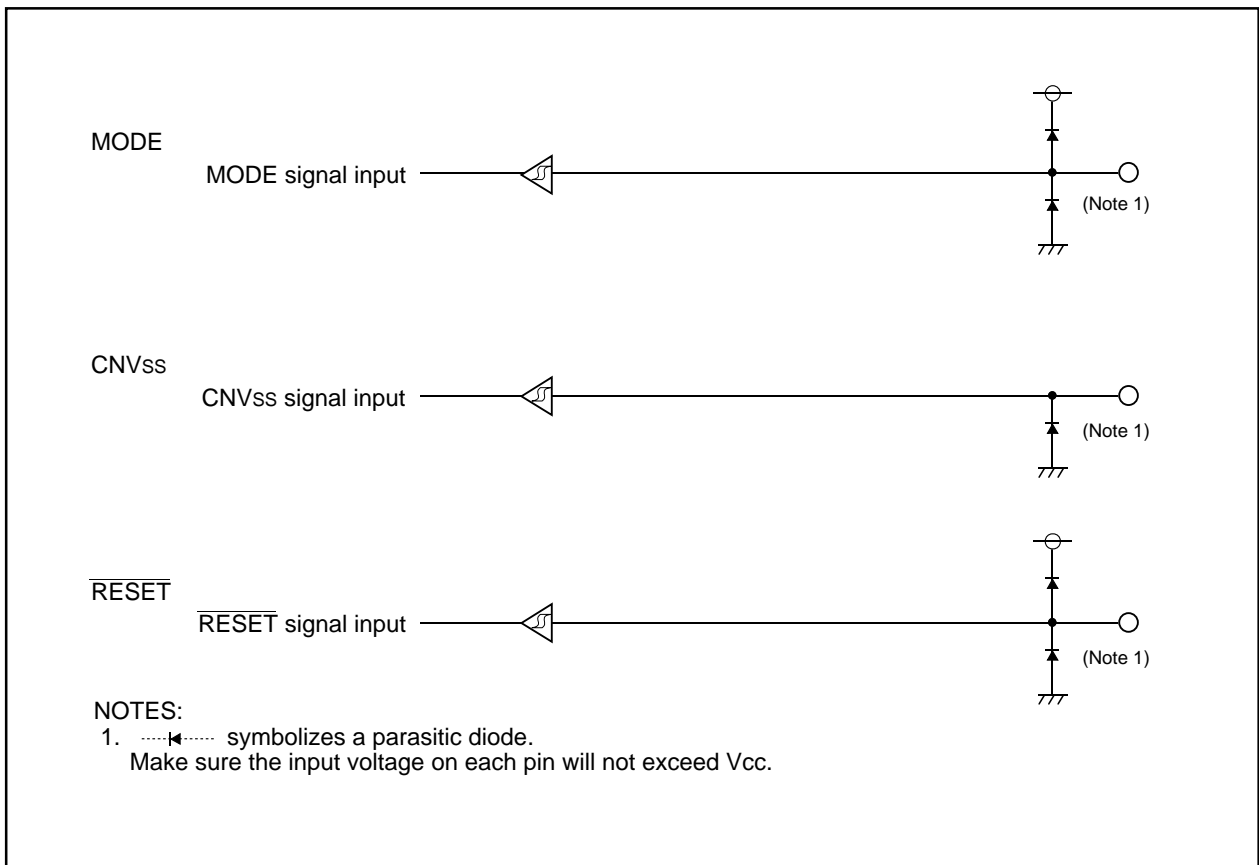 MODE
MODE signal input
(Note 1)
CNVss
CNVss signal input
(Note 1)
RESET
RESET signal input
(Note 1)
NOTES:
1. symbolizes a parasitic diode.
Make sure the input voltage on each pin will not exceed Vcc.